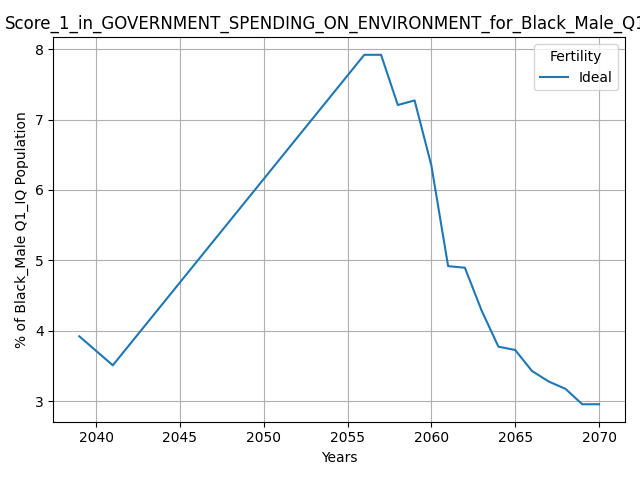 Score_1_in_GOVERNMENT_SPENDING_ON_ENVIRONMENT_for_Black_Male_Q1
8
7
6
5
4
3
% of Black_Male Q1_IQ Population
Fertility
Ideal
2040 2045 2050 2055 2060 2065 2070
Years